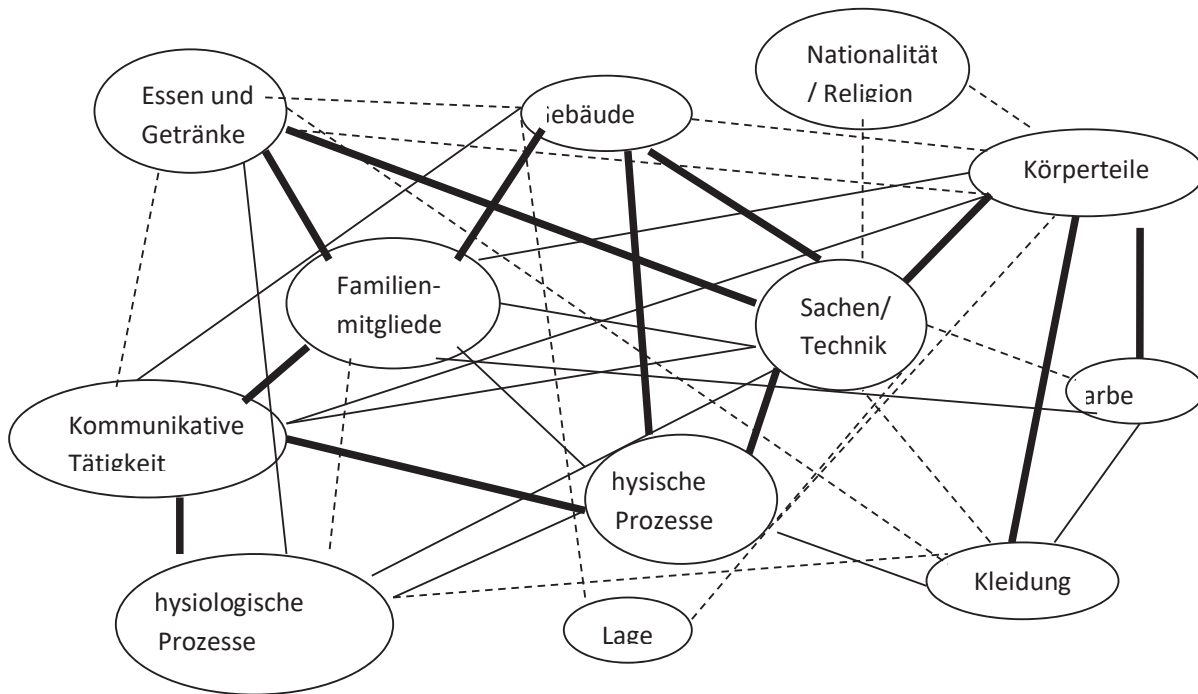 Essen und
Getränke
ebäude
Nationalität
/ Religion
Körperteile
Familien-
mitgliede
Sachen/
Technik
arbe
Kommunikative
Tätigkeit
hysische
Prozesse
Kleidung
hysiologische
Prozesse
Lage